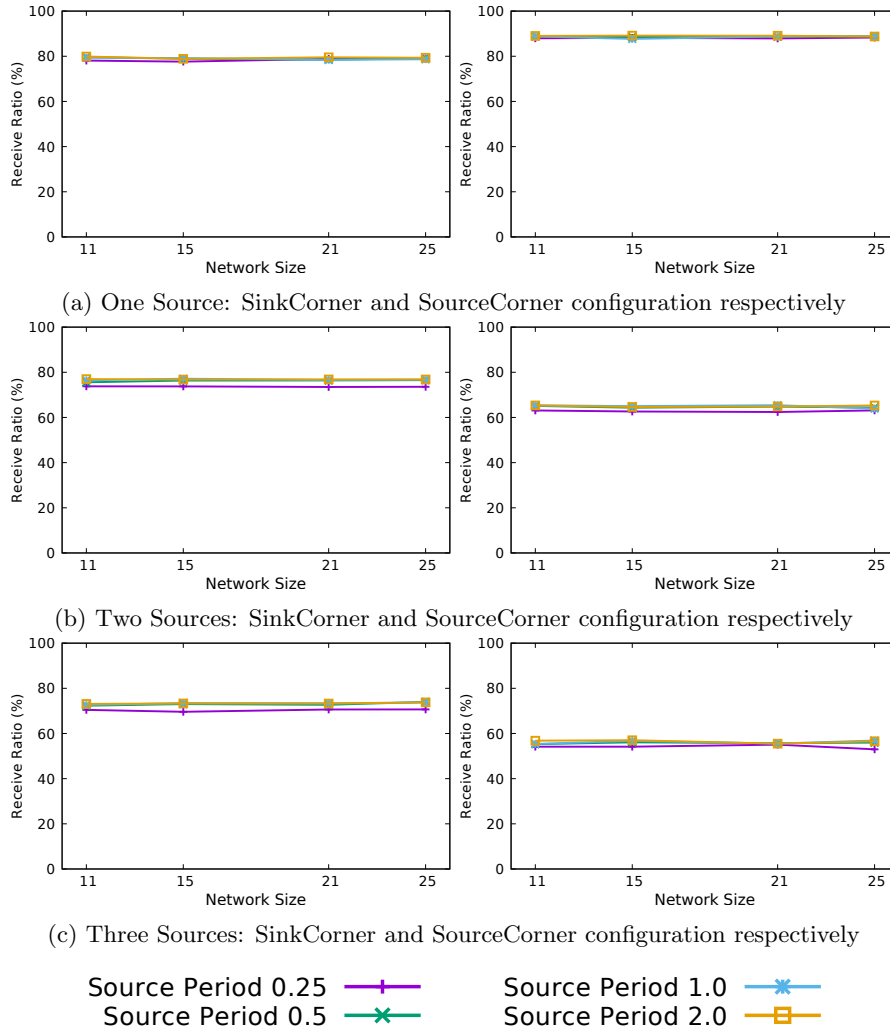 100
80
60
40
20
0
Receive Ratio (%)
11 15 21 25
Network Size
100
80
60
40
20
0
Receive Ratio (%)
11 15 21 25
Network Size
(a) One Source: SinkCorner and SourceCorner configuration respectively
100
80
60
40
20
0
Receive Ratio (%)
11 15 21 25
Network Size
100
80
60
40
20
0
Receive Ratio (%)
11 15 21 25
Network Size
(b) Two Sources: SinkCorner and SourceCorner configuration respectively
100
80
60
40
20
0
Receive Ratio (%)
11 15 21 25
Network Size
100
80
60
40
20
0
Receive Ratio (%)
11 15 21 25
Network Size
(c) Three Sources: SinkCorner and SourceCorner configuration respectively
Source Period 0.25
Source Period 0.5
Source Period 1.0
Source Period 2.0